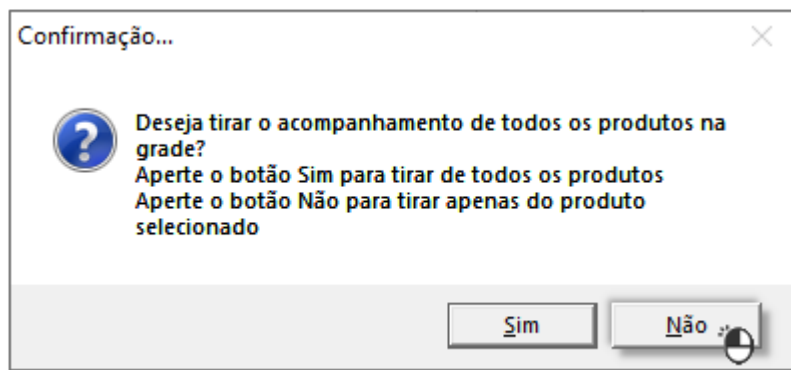 Confirmação...
Deseja tirar o acompanhamento de todos os produtos na
grade?
Aperte o botão Sim para tirar de todos os produtos
Aperte o botão Não para tirar apenas do produto
selecionado
Sim
Não